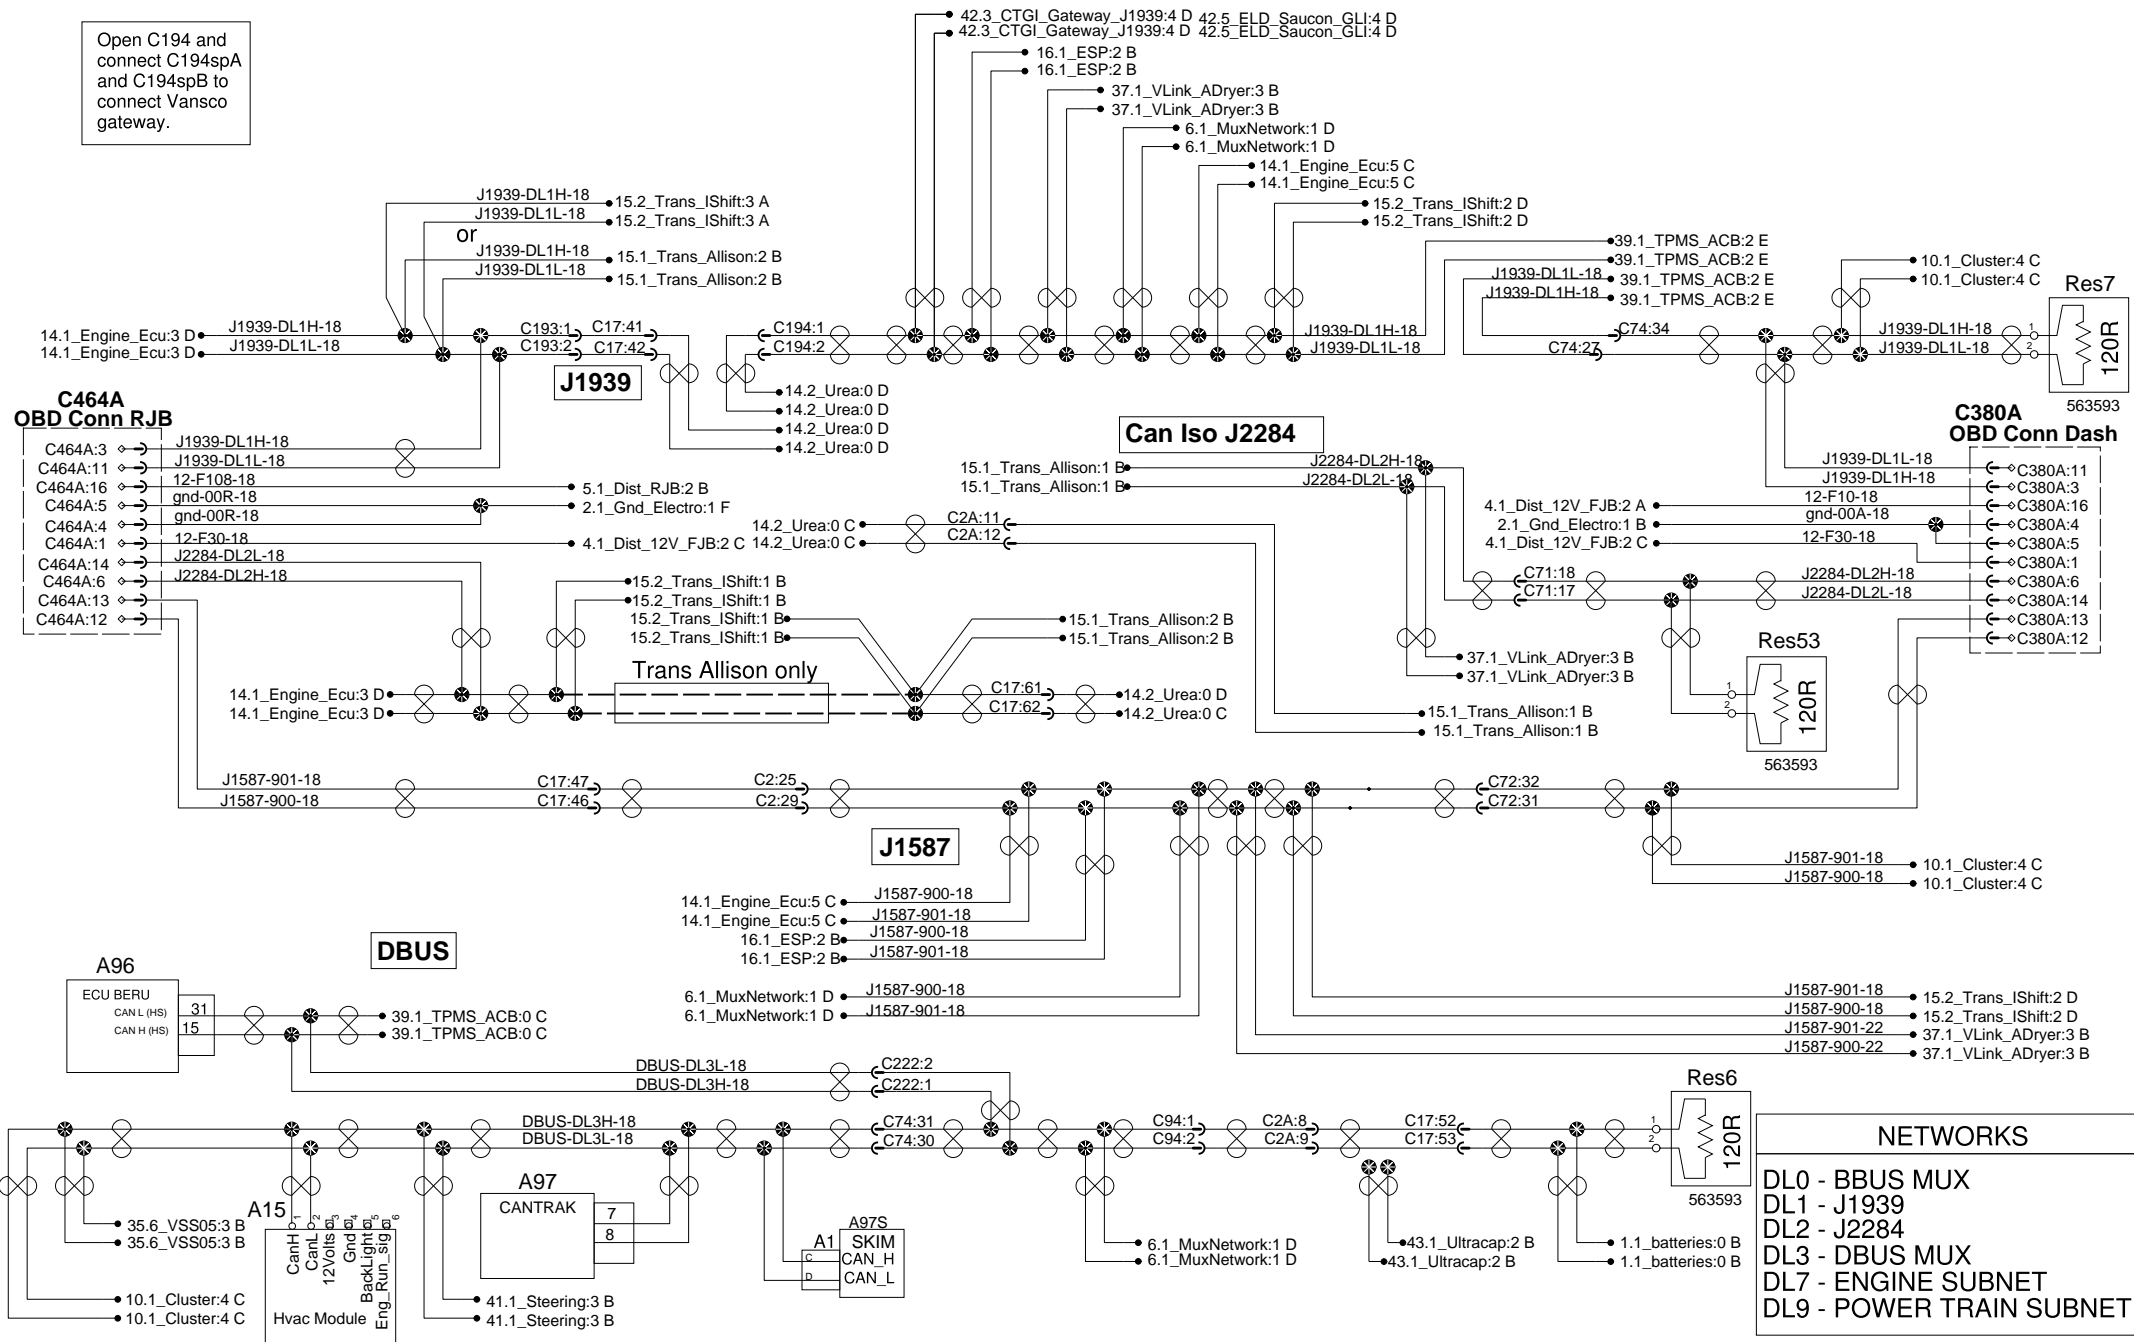 Open C194 and
connect C194spA
and C194spB to
connect Vansco
gateway.
42.3_CTGI_Gateway_J1939:4 D 42.5_ELD_Saucon_GLI:4 D
42.3_CTGI_Gateway_J1939:4 D 42.5_ELD_Saucon_GLI:4 D
16.1_ESP:2 B
16.1_ESP:2 B
37.1_VLink_ADryer:3 B
37.1_VLink_ADryer:3 B
6.1_MuxNetwork:1 D
6.1_MuxNetwork:1 D
14.1_Engine_Ecu:5 C
14.1_Engine_Ecu:5 C
15.2_Trans_IShift:2 D
15.2_Trans_IShift:2 D
J1939-DL1H-18 15.2_Trans_IShift:3 A
J1939-DL1L-18 15.2_Trans_IShift:3 A
or
J1939-DL1H-18 15.1_Trans_Allison:2 B
J1939-DL1L-18 15.1_Trans_Allison:2 B
39.1_TPMS_ACB:2 E
39.1_TPMS_ACB:2 E
J1939-DL1L-18 39.1_TPMS_ACB:2 E
J1939-DL1H-18 39.1_TPMS_ACB:2 E
10.1_Cluster:4 C
10.1_Cluster:4 C
Res7
1
2
120R
563593
14.1_Engine_Ecu:3 D J1939-DL1H-18 C193:1 C17:41 C194:1 J1939-DL1H-18 C74:34 J1939-DL1H-18
14.1_Engine_Ecu:3 D J1939-DL1L-18 C193:2 C17:42 C194:2 J1939-DL1L-18 C74:27 J1939-DL1L-18
J1939
14.2_Urea:0 D
14.2_Urea:0 D
14.2_Urea:0 D
14.2_Urea:0 D
C464A
OBD Conn RJB
C464A:3 J1939-DL1H-18
C464A:11 J1939-DL1L-18
C464A:16 12-F108-18 5.1_Dist_RJB:2 B
C464A:5 gnd-00R-18 2.1_Gnd_Electro:1 F
C464A:4 gnd-00R-18
C464A:1 12-F30-18 4.1_Dist_12V_FJB:2 C
C464A:14 J2284-DL2L-18
C464A:6 J2284-DL2H-18
C464A:13
C464A:12
Can Iso J2284
15.1_Trans_Allison:1 B J2284-DL2H-18
15.1_Trans_Allison:1 B J2284-DL2L-18
14.2_Urea:0 C C2A:11
14.2_Urea:0 C C2A:12
C380A
OBD Conn Dash
J1939-DL1L-18 C380A:11
J1939-DL1H-18 C380A:3
4.1_Dist_12V_FJB:2 A 12-F10-18 C380A:16
2.1_Gnd_Electro:1 B gnd-00A-18 C380A:4
4.1_Dist_12V_FJB:2 C 12-F30-18 C380A:5
C380A:1
C71:18 J2284-DL2H-18 C380A:6
C71:17 J2284-DL2L-18 C380A:14
C380A:13
C380A:12
15.2_Trans_IShift:1 B
15.2_Trans_IShift:1 B
15.2_Trans_IShift:1 B
15.2_Trans_IShift:1 B
15.1_Trans_Allison:2 B
15.1_Trans_Allison:2 B
37.1_VLink_ADryer:3 B
37.1_VLink_ADryer:3 B
Res53
1
2
120R
563593
Trans Allison only
14.1_Engine_Ecu:3 D C17:61 14.2_Urea:0 D
14.1_Engine_Ecu:3 D C17:62 14.2_Urea:0 C
15.1_Trans_Allison:1 B
15.1_Trans_Allison:1 B
J1587-901-18 C17:47 C2:25 C72:32
J1587-900-18 C17:46 C2:29 C72:31
J1587
J1587-901-18 10.1_Cluster:4 C
J1587-900-18 10.1_Cluster:4 C
14.1_Engine_Ecu:5 C J1587-900-18
14.1_Engine_Ecu:5 C J1587-901-18
16.1_ESP:2 B J1587-900-18
16.1_ESP:2 B J1587-901-18
6.1_MuxNetwork:1 D J1587-900-18
6.1_MuxNetwork:1 D J1587-901-18
J1587-901-18 15.2_Trans_IShift:2 D
J1587-900-18 15.2_Trans_IShift:2 D
J1587-901-22 37.1_VLink_ADryer:3 B
J1587-900-22 37.1_VLink_ADryer:3 B
DBUS
A96
ECU BERU
CAN L (HS) 31 39.1_TPMS_ACB:0 C
CAN H (HS) 15 39.1_TPMS_ACB:0 C
DBUS-DL3L-18 C222:2
DBUS-DL3H-18 C222:1
DBUS-DL3H-18 C74:31 C94:1 C2A:8 C17:52
DBUS-DL3L-18 C74:30 C94:2 C2A:9 C17:53
Res6
1
2
120R
563593
35.6_VSS05:3 B
35.6_VSS05:3 B
10.1_Cluster:4 C
10.1_Cluster:4 C
A15
1 2 3 4 5 6
CanH
CanL
12Volts
Gnd
BackLight
Eng_Run_sig
Hvac Module
A97
CANTRAK
7
8
41.1_Steering:3 B
41.1_Steering:3 B
A97S
A1 SKIM
C CAN_H
D CAN_L
6.1_MuxNetwork:1 D
6.1_MuxNetwork:1 D
43.1_Ultracap:2 B
43.1_Ultracap:2 B
1.1_batteries:0 B
1.1_batteries:0 B
NETWORKS
DL0 - BBUS MUX
DL1 - J1939
DL2 - J2284
DL3 - DBUS MUX
DL7 - ENGINE SUBNET
DL9 - POWER TRAIN SUBNET